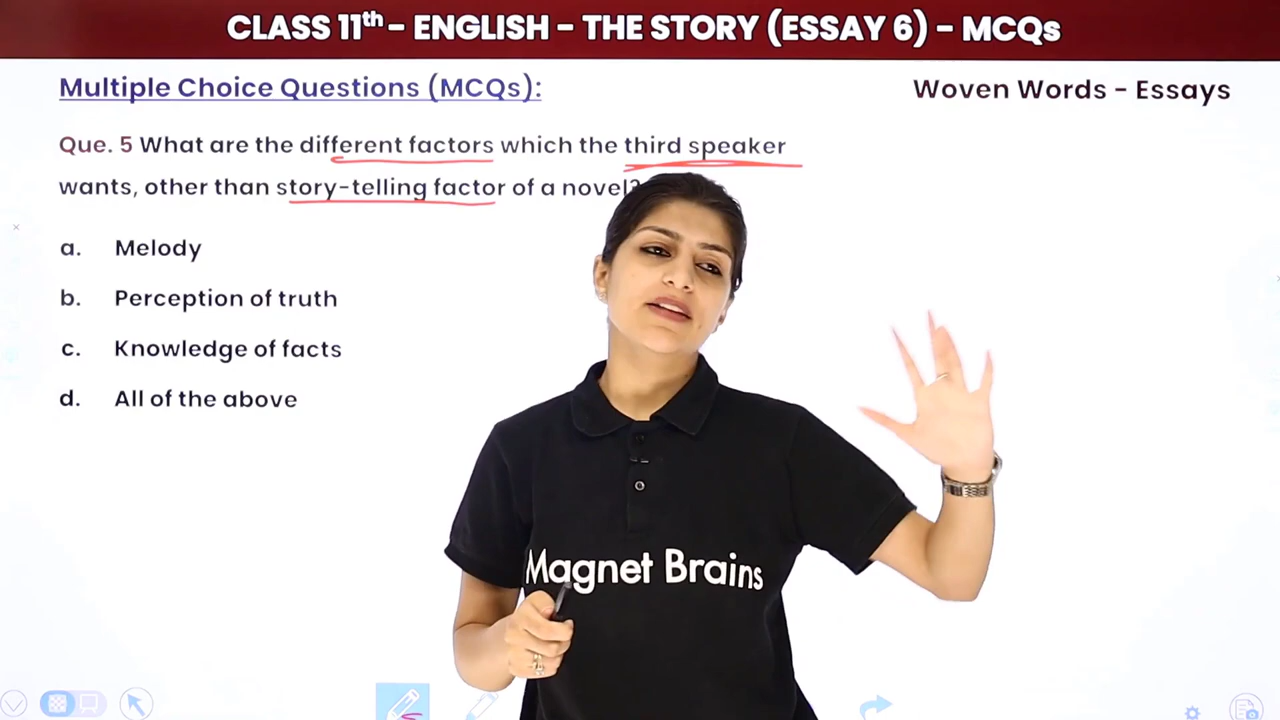 CLASS 11th - ENGLISH - THE STORY (ESSAY 6) - MCQs
Multiple Choice Questions (MCQs):
Woven Words - Essays
Que. 5 What are the different factors which the third speaker
wants, other than story-telling factor of a novel?
a. Melody
b. Perception of truth
c. Knowledge of facts
d. All of the above
Magnet Brains